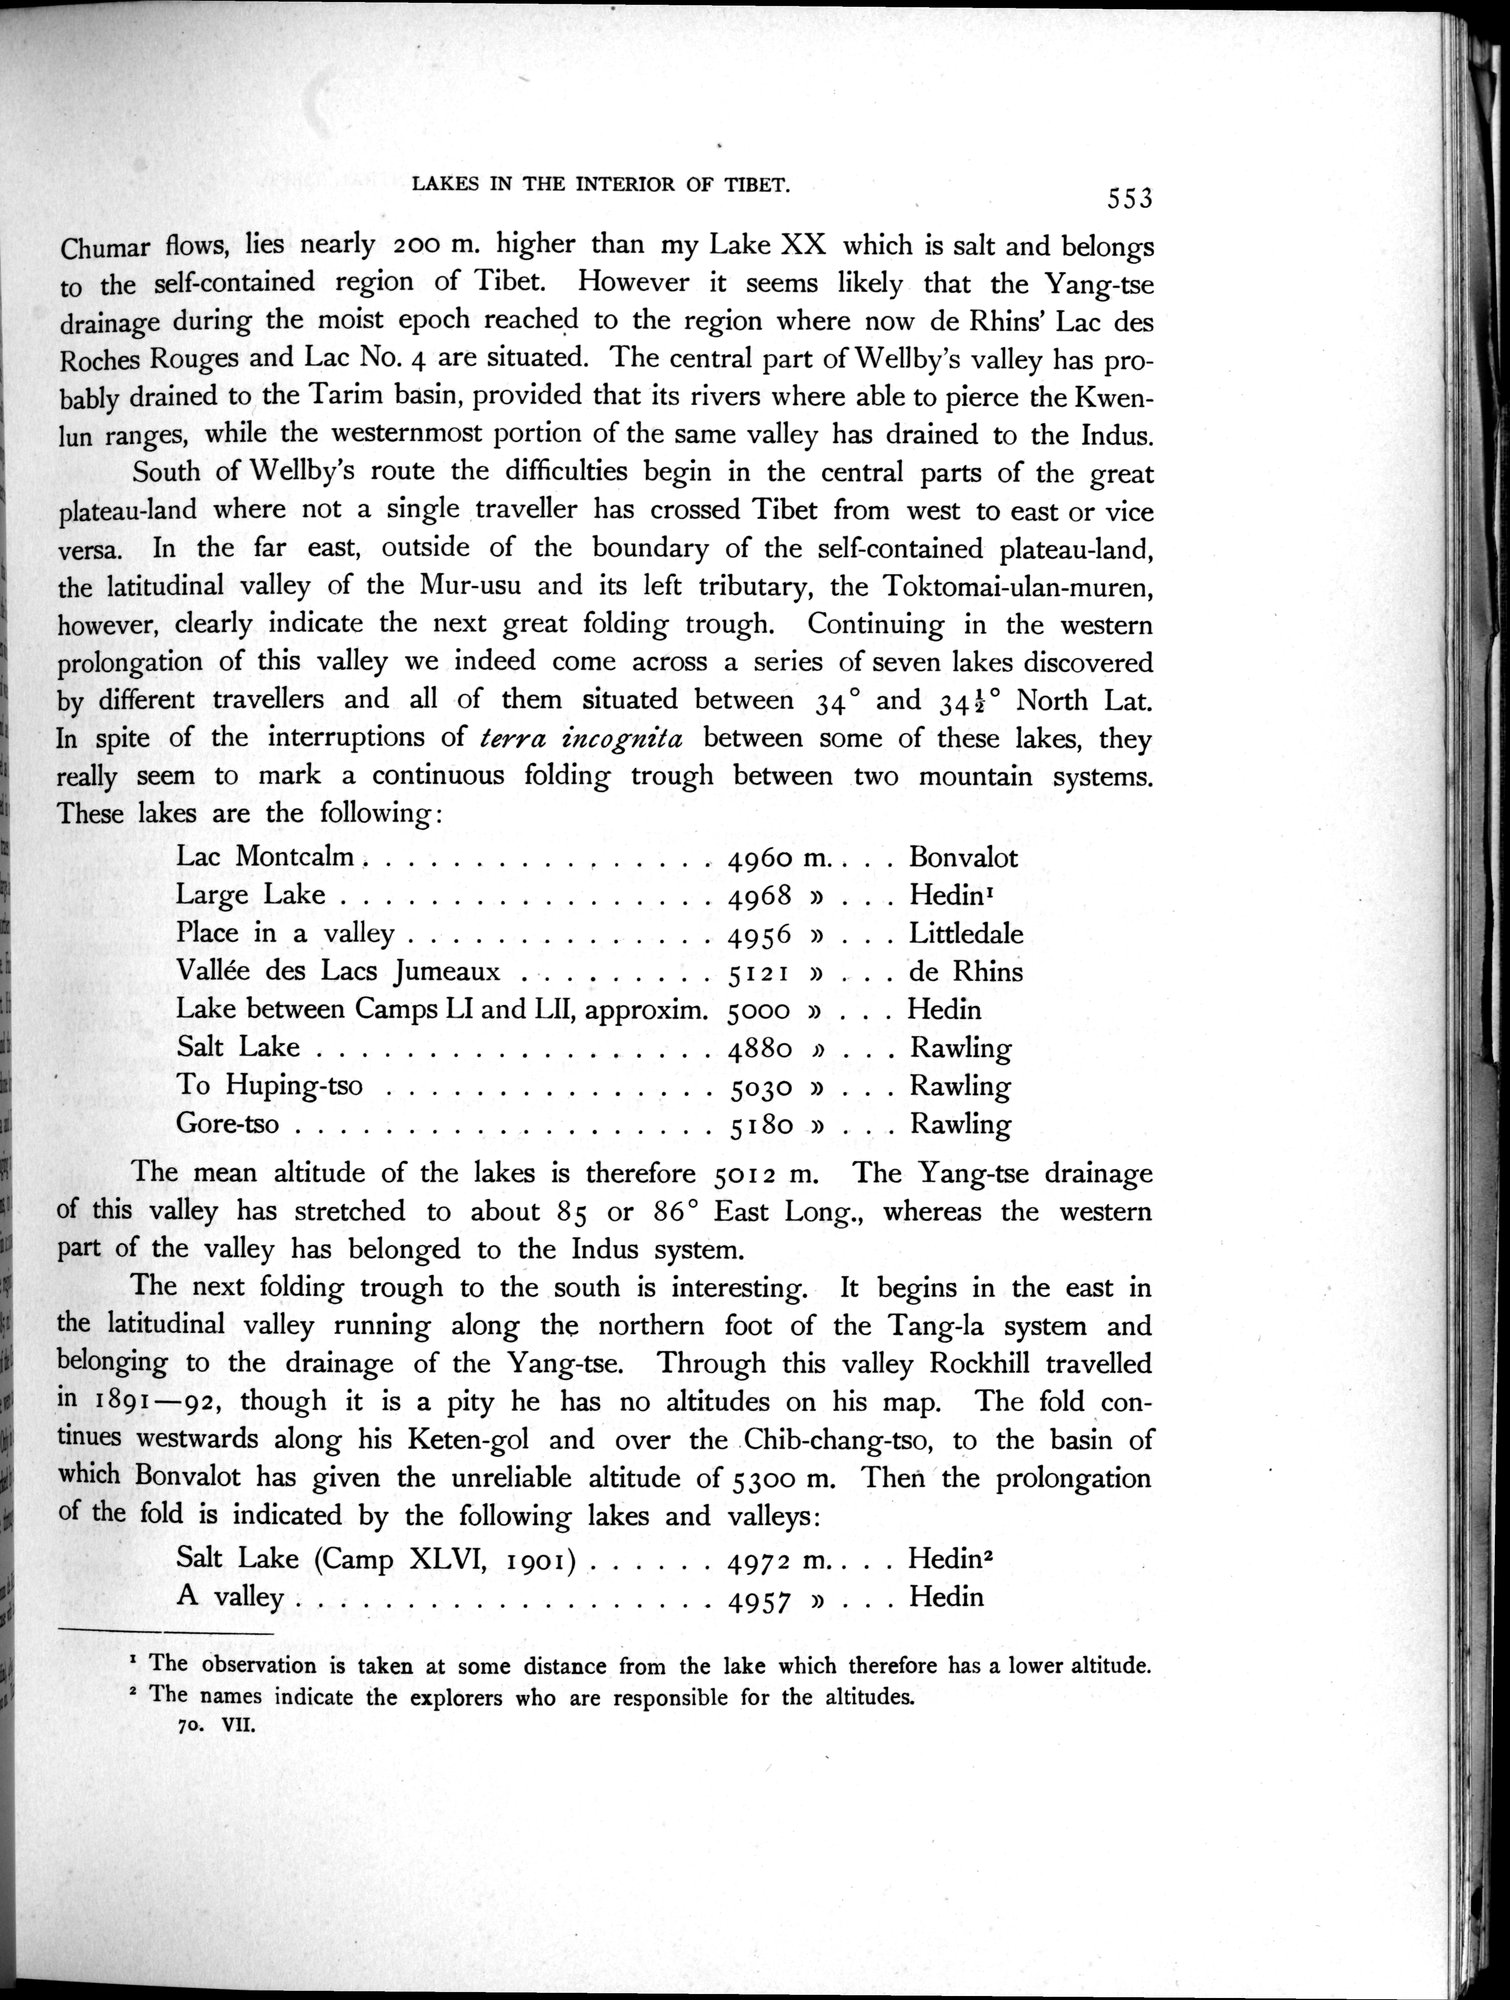 LAKES IN THE INTERIOR OF TIBET.
553
Chumar flows, lies nearly 200 m. higher than my Lake XX which is salt and belongs
to the self-contained region of Tibet. However it seems likely that the Yang-tse
drainage during the moist epoch reached to the region where now de Rhins' Lac des
Roches Rouges and Lac No. 4 are situated. The central part of Wellby's valley has pro-
bably drained to the Tarim basin, provided that its rivers where able to pierce the Kwen-
lun ranges, while the westernmost portion of the same valley has drained to the Indus.
South of Wellby's route the difficulties begin in the central parts of the great
plateau-land where not a single traveller has crossed Tibet from west to east or vice
versa. In the far east, outside of the boundary of the self-contained plateau-land,
the latitudinal valley of the Mur-usu and its left tributary, the Toktomai-ulan-muren,
however, clearly indicate the next great folding trough. Continuing in the western
prolongation of this valley we indeed come across a series of seven lakes discovered
by different travellers and all of them situated between 34° and 34½° North Lat.
In spite of the interruptions of terra incognita between some of these lakes, they
really seem to mark a continuous folding trough between two mountain systems.
These lakes are the following:
Lac Montcalm . . . . . . . . . . . . . . . . 4960 m. . . . Bonvalot
Large Lake . . . . . . . . . . . . . . . . . 4968 » . . . Hedin¹
Place in a valley . . . . . . . . . . . . . . 4956 » . . . Littledale
Vallée des Lacs Jumeaux . . . . . . . . . 5121 » . . . de Rhins
Lake between Camps LI and LII, approxim. 5000 » . . . Hedin
Salt Lake . . . . . . . . . . . . . . . . . . 4880 » . . . Rawling
To Huping-tso . . . . . . . . . . . . . . . 5030 » . . . Rawling
Gore-tso . . . . . . . . . . . . . . . . . . . 5180 » . . . Rawling
The mean altitude of the lakes is therefore 5012 m. The Yang-tse drainage
of this valley has stretched to about 85 or 86° East Long., whereas the western
part of the valley has belonged to the Indus system.
The next folding trough to the south is interesting. It begins in the east in
the latitudinal valley running along the northern foot of the Tang-la system and
belonging to the drainage of the Yang-tse. Through this valley Rockhill travelled
in 1891—92, though it is a pity he has no altitudes on his map. The fold con-
tinues westwards along his Keten-gol and over the Chib-chang-tso, to the basin of
which Bonvalot has given the unreliable altitude of 5300 m. Then the prolongation
of the fold is indicated by the following lakes and valleys:
Salt Lake (Camp XLVI, 1901) . . . . . . 4972 m. . . . Hedin²
A valley . . . . . . . . . . . . . . . . . . . 4957 » . . . Hedin
¹ The observation is taken at some distance from the lake which therefore has a lower altitude.
² The names indicate the explorers who are responsible for the altitudes.
70. VII.